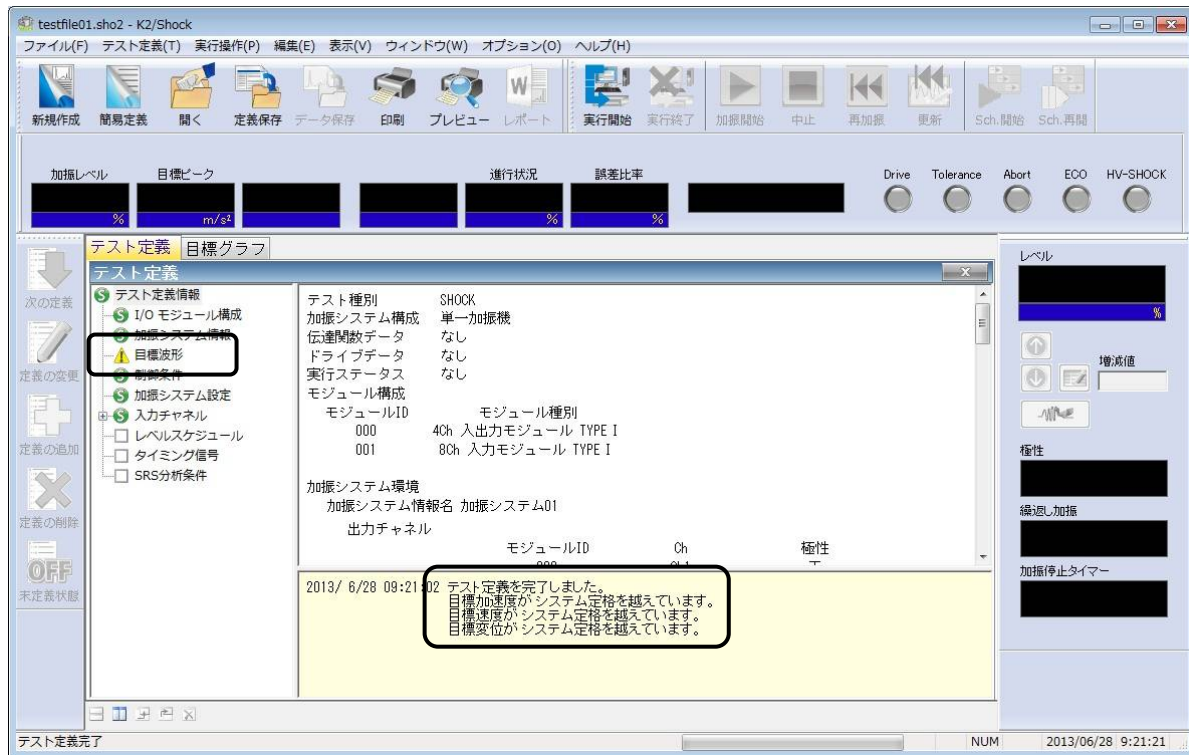 testfile01.sho2 - K2/Shock
ファイル(F) テスト定義(T) 実行操作(P) 編集(E) 表示(V) ウィンドウ(W) オプション(O) ヘルプ(H)
新規作成 簡易定義 開く 定義保存 データ保存 印刷 プレビュー レポート 実行開始 実行終了 加振開始 中止 再加振 更新 Sch.開始 Sch.再開
加振レベル 目標ピーク 進行状況 誤差比率 Drive Tolerance Abort ECO HV-SHOCK
% m/s² % %
テスト定義 目標グラフ
テスト定義
次の定義
定義の変更
定義の追加
定義の削除
OFF
未定義状態
テスト定義情報
I/O モジュール構成
加振システム情報
目標波形
制御条件
加振システム設定
入力チャネル
レベルスケジュール
タイミング信号
SRS分析条件
テスト種別 SHOCK
加振システム構成 単一加振機
伝達関数データ なし
ドライブデータ なし
実行ステータス なし
モジュール構成
モジュールID モジュール種別
000 4Ch 入出力モジュール TYPE I
001 8Ch 入力モジュール TYPE I
加振システム環境
加振システム情報名 加振システム01
出力チャネル
モジュールID Ch 極性
2013/ 6/28 09:21:02 テスト定義を完了しました。
目標加速度が システム定格を越えています。
目標速度が システム定格を越えています。
目標変位が システム定格を越えています。
レベル
%
増減値
極性
繰返し加振
加振停止タイマー
テスト定義完了 NUM 2013/06/28 9:21:21